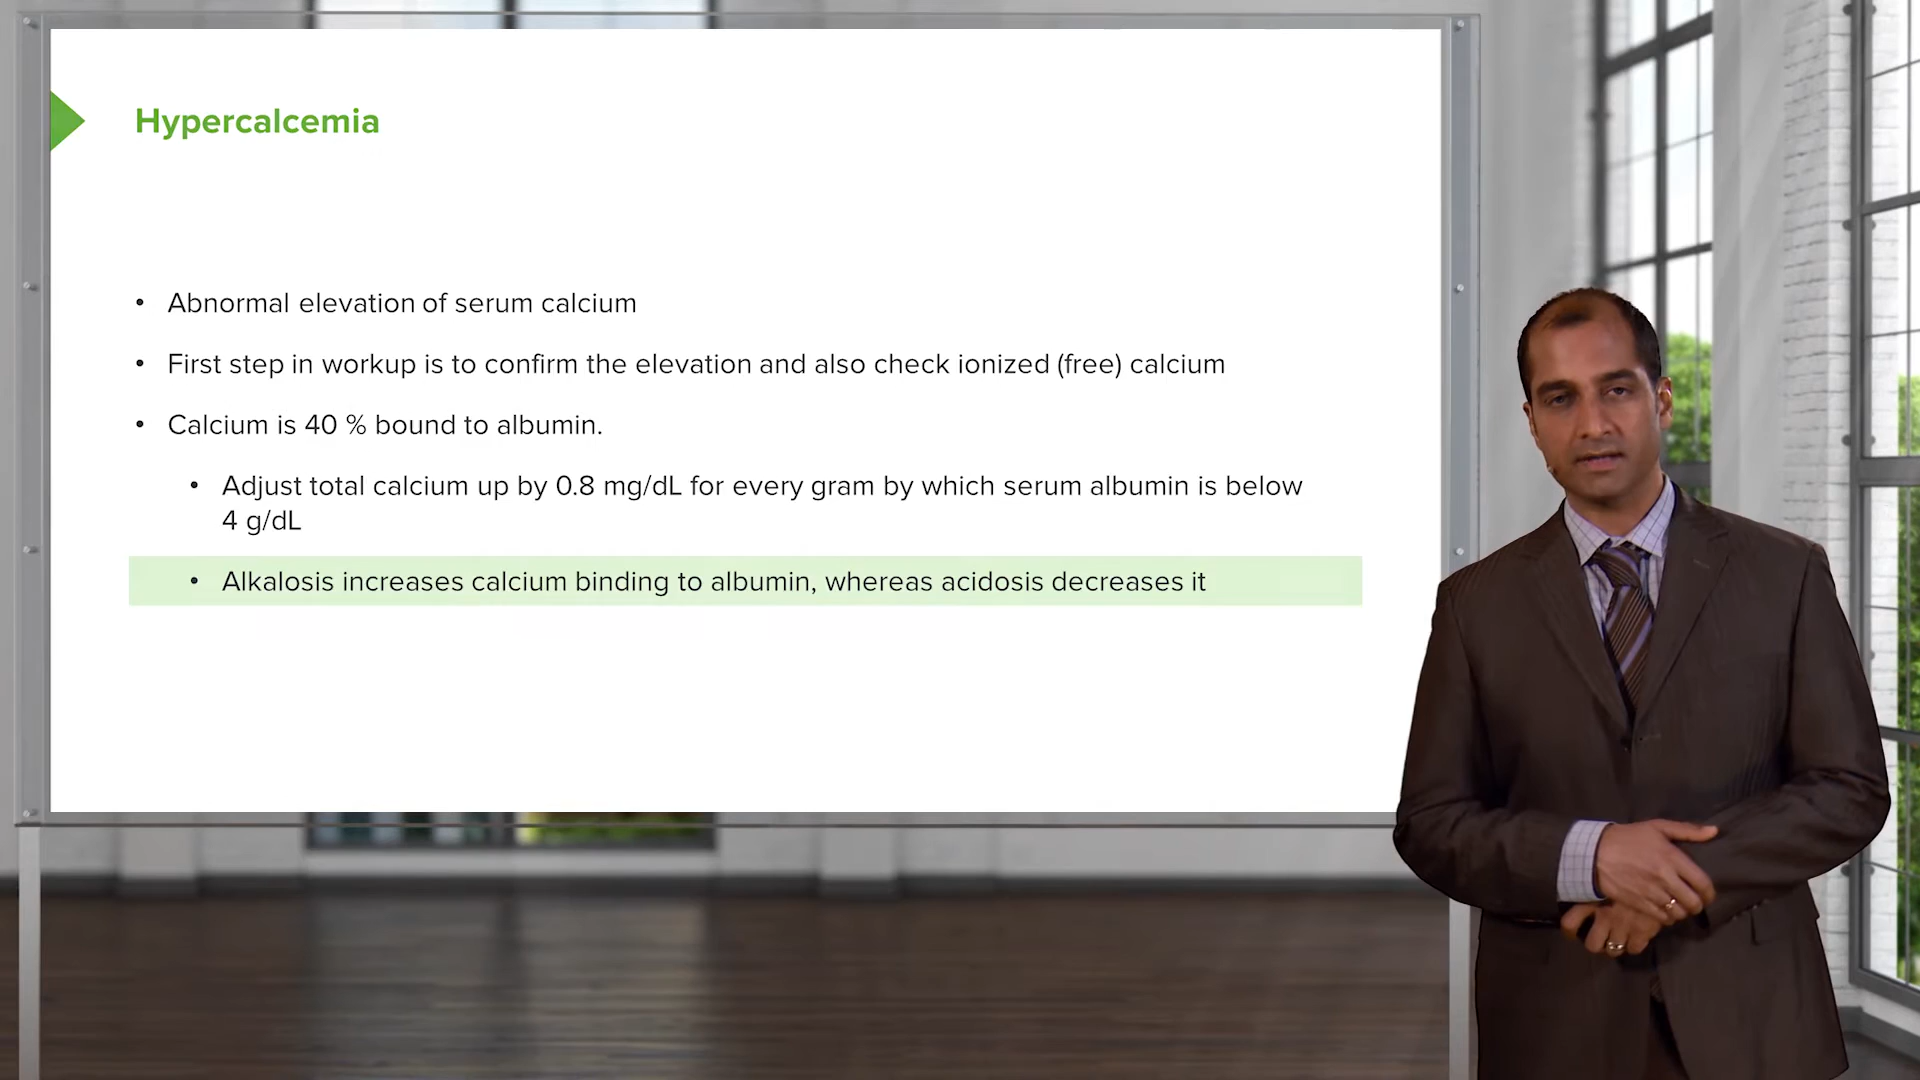 Hypercalcemia
• Abnormal elevation of serum calcium
• First step in workup is to confirm the elevation and also check ionized (free) calcium
• Calcium is 40 % bound to albumin.
• Adjust total calcium up by 0.8 mg/dL for every gram by which serum albumin is below
4 g/dL
• Alkalosis increases calcium binding to albumin, whereas acidosis decreases it